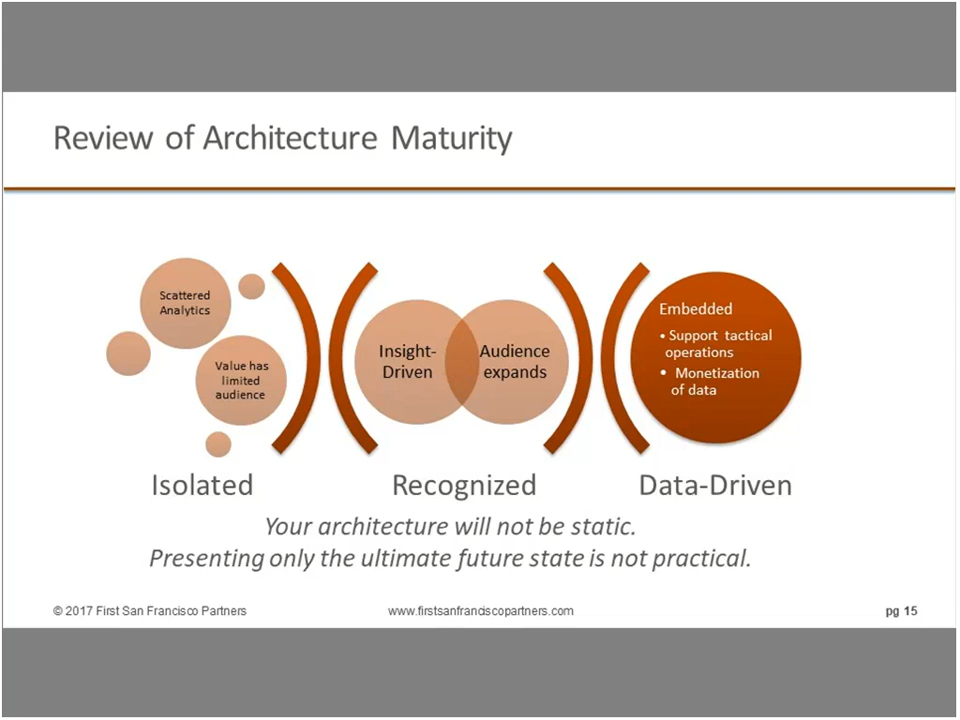 Review of Architecture Maturity
Scattered
Analytics
Value has
limited
audience
Insight-
Driven
Audience
expands
Embedded
• Support tactical
operations
• Monetization
of data
Isolated
Recognized
Data-Driven
Your architecture will not be static.
Presenting only the ultimate future state is not practical.
© 2017 First San Francisco Partners
www.firstsanfranciscopartners.com
pg 15